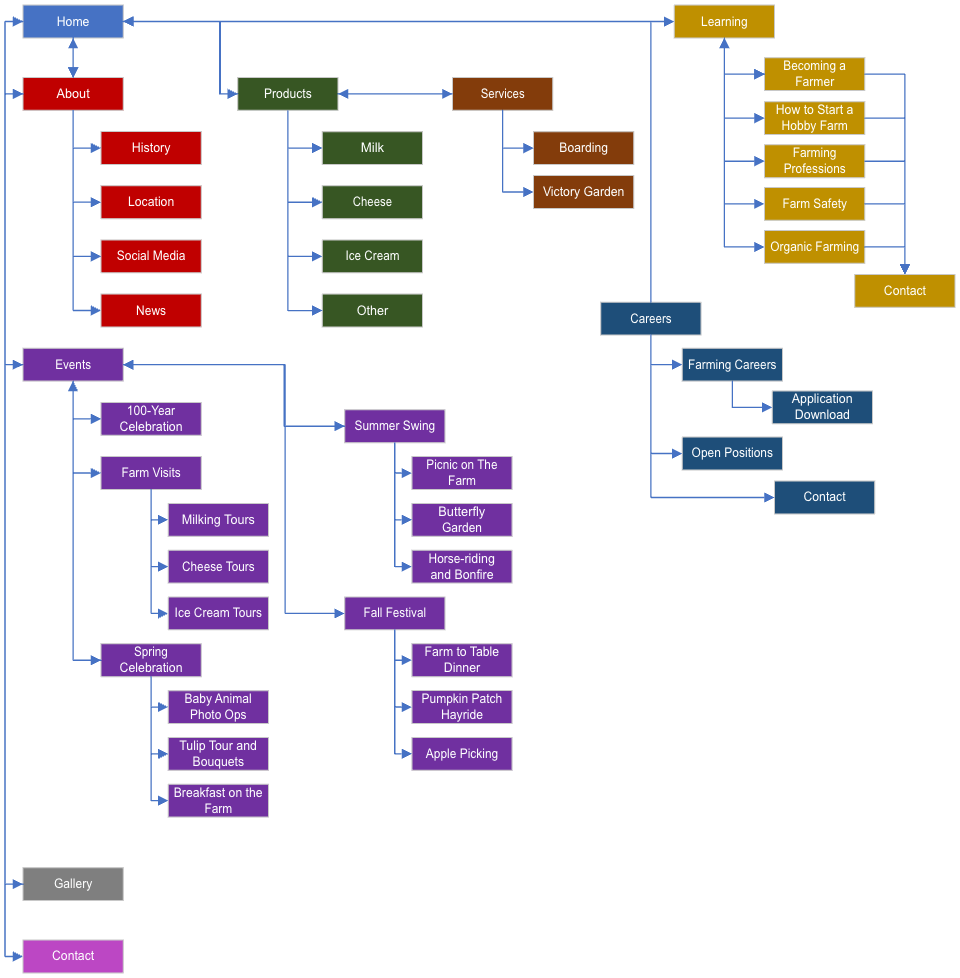 Home
Learning
About
Products
Services
Becoming a
Farmer
How to Start a
Hobby Farm
Farming
Professions
Farm Safety
Organic Farming
Contact
History
Location
Social Media
News
Milk
Cheese
Ice Cream
Other
Boarding
Victory Garden
Careers
Farming Careers
Application
Download
Open Positions
Contact
Events
100-Year
Celebration
Farm Visits
Milking Tours
Cheese Tours
Ice Cream Tours
Spring
Celebration
Baby Animal
Photo Ops
Tulip Tour and
Bouquets
Breakfast on the
Farm
Summer Swing
Picnic on The
Farm
Butterfly
Garden
Horse-riding
and Bonfire
Fall Festival
Farm to Table
Dinner
Pumpkin Patch
Hayride
Apple Picking
Gallery
Contact